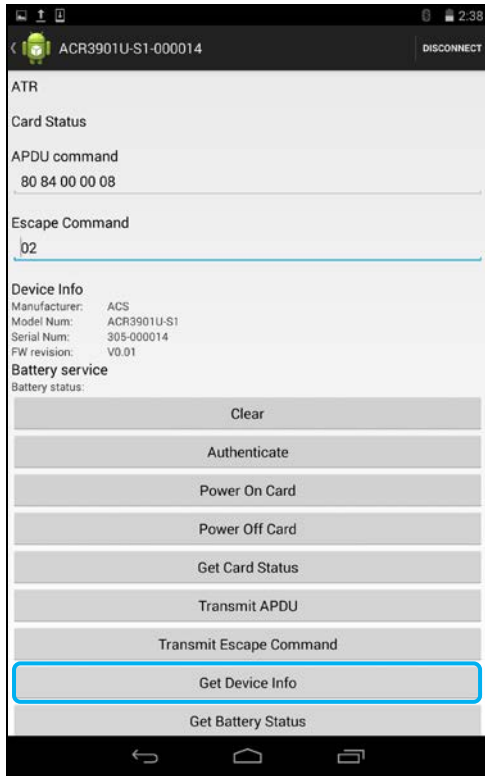 2:38
ACR3901U-S1-000014 DISCONNECT
ATR
Card Status
APDU command
80 84 00 00 08
Escape Command
02
Device Info
Manufacturer: ACS
Model Num: ACR3901U-S1
Serial Num: 305-000014
FW revision: V0.01
Battery service
Battery status:
Clear
Authenticate
Power On Card
Power Off Card
Get Card Status
Transmit APDU
Transmit Escape Command
Get Device Info
Get Battery Status